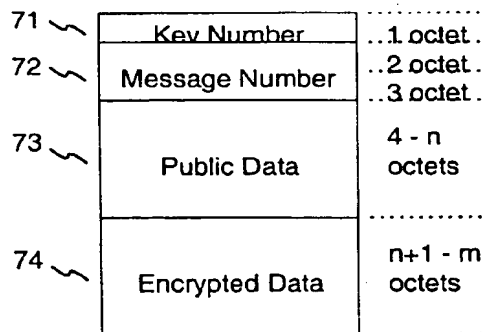 71 Key Number 1 octet
72 Message Number 2 octet
3 octet
73 Public Data 4 - n octets
74 Encrypted Data n+1 - m octets